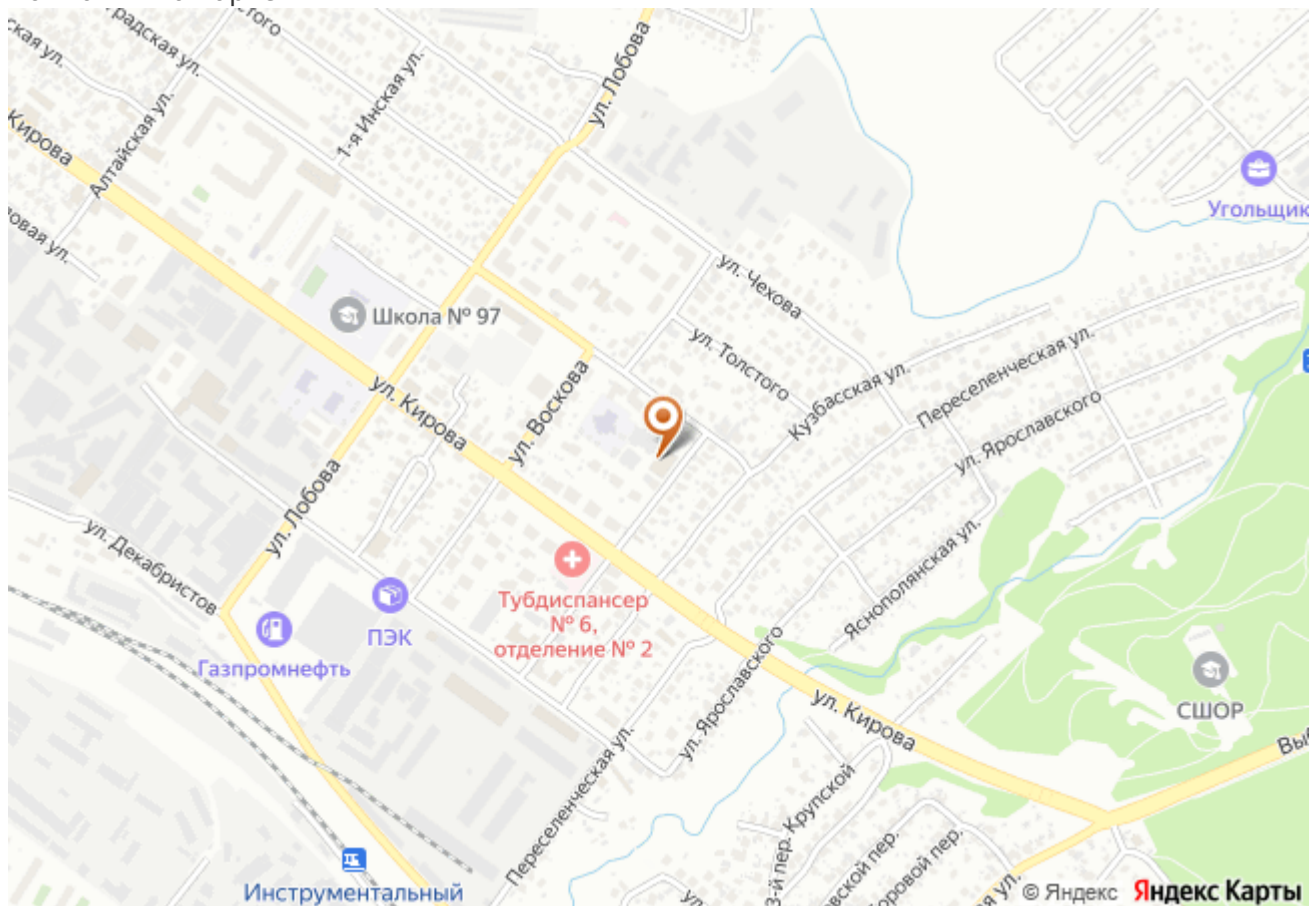 ул. Лобова
1-я Инская ул.
Алтайская ул.
Кирова
Угольщик
ул. Чехова
Школа № 97
ул. Толстого
Кузбасская ул.
Переселенческая ул.
ул. Ярославского
ул. Кирова
ул. Воскова
ул. Лобова
ул. Декабристов
Яснополянская ул.
Тубдиспансер
№ 6,
отделение № 2
ПЭК
Газпромнефть
СШОР
ул. Ярославского
ул. Кирова
Переселенческая ул.
3-й пер. Крупской
Инструментальный
© Яндекс Яндекс Карты